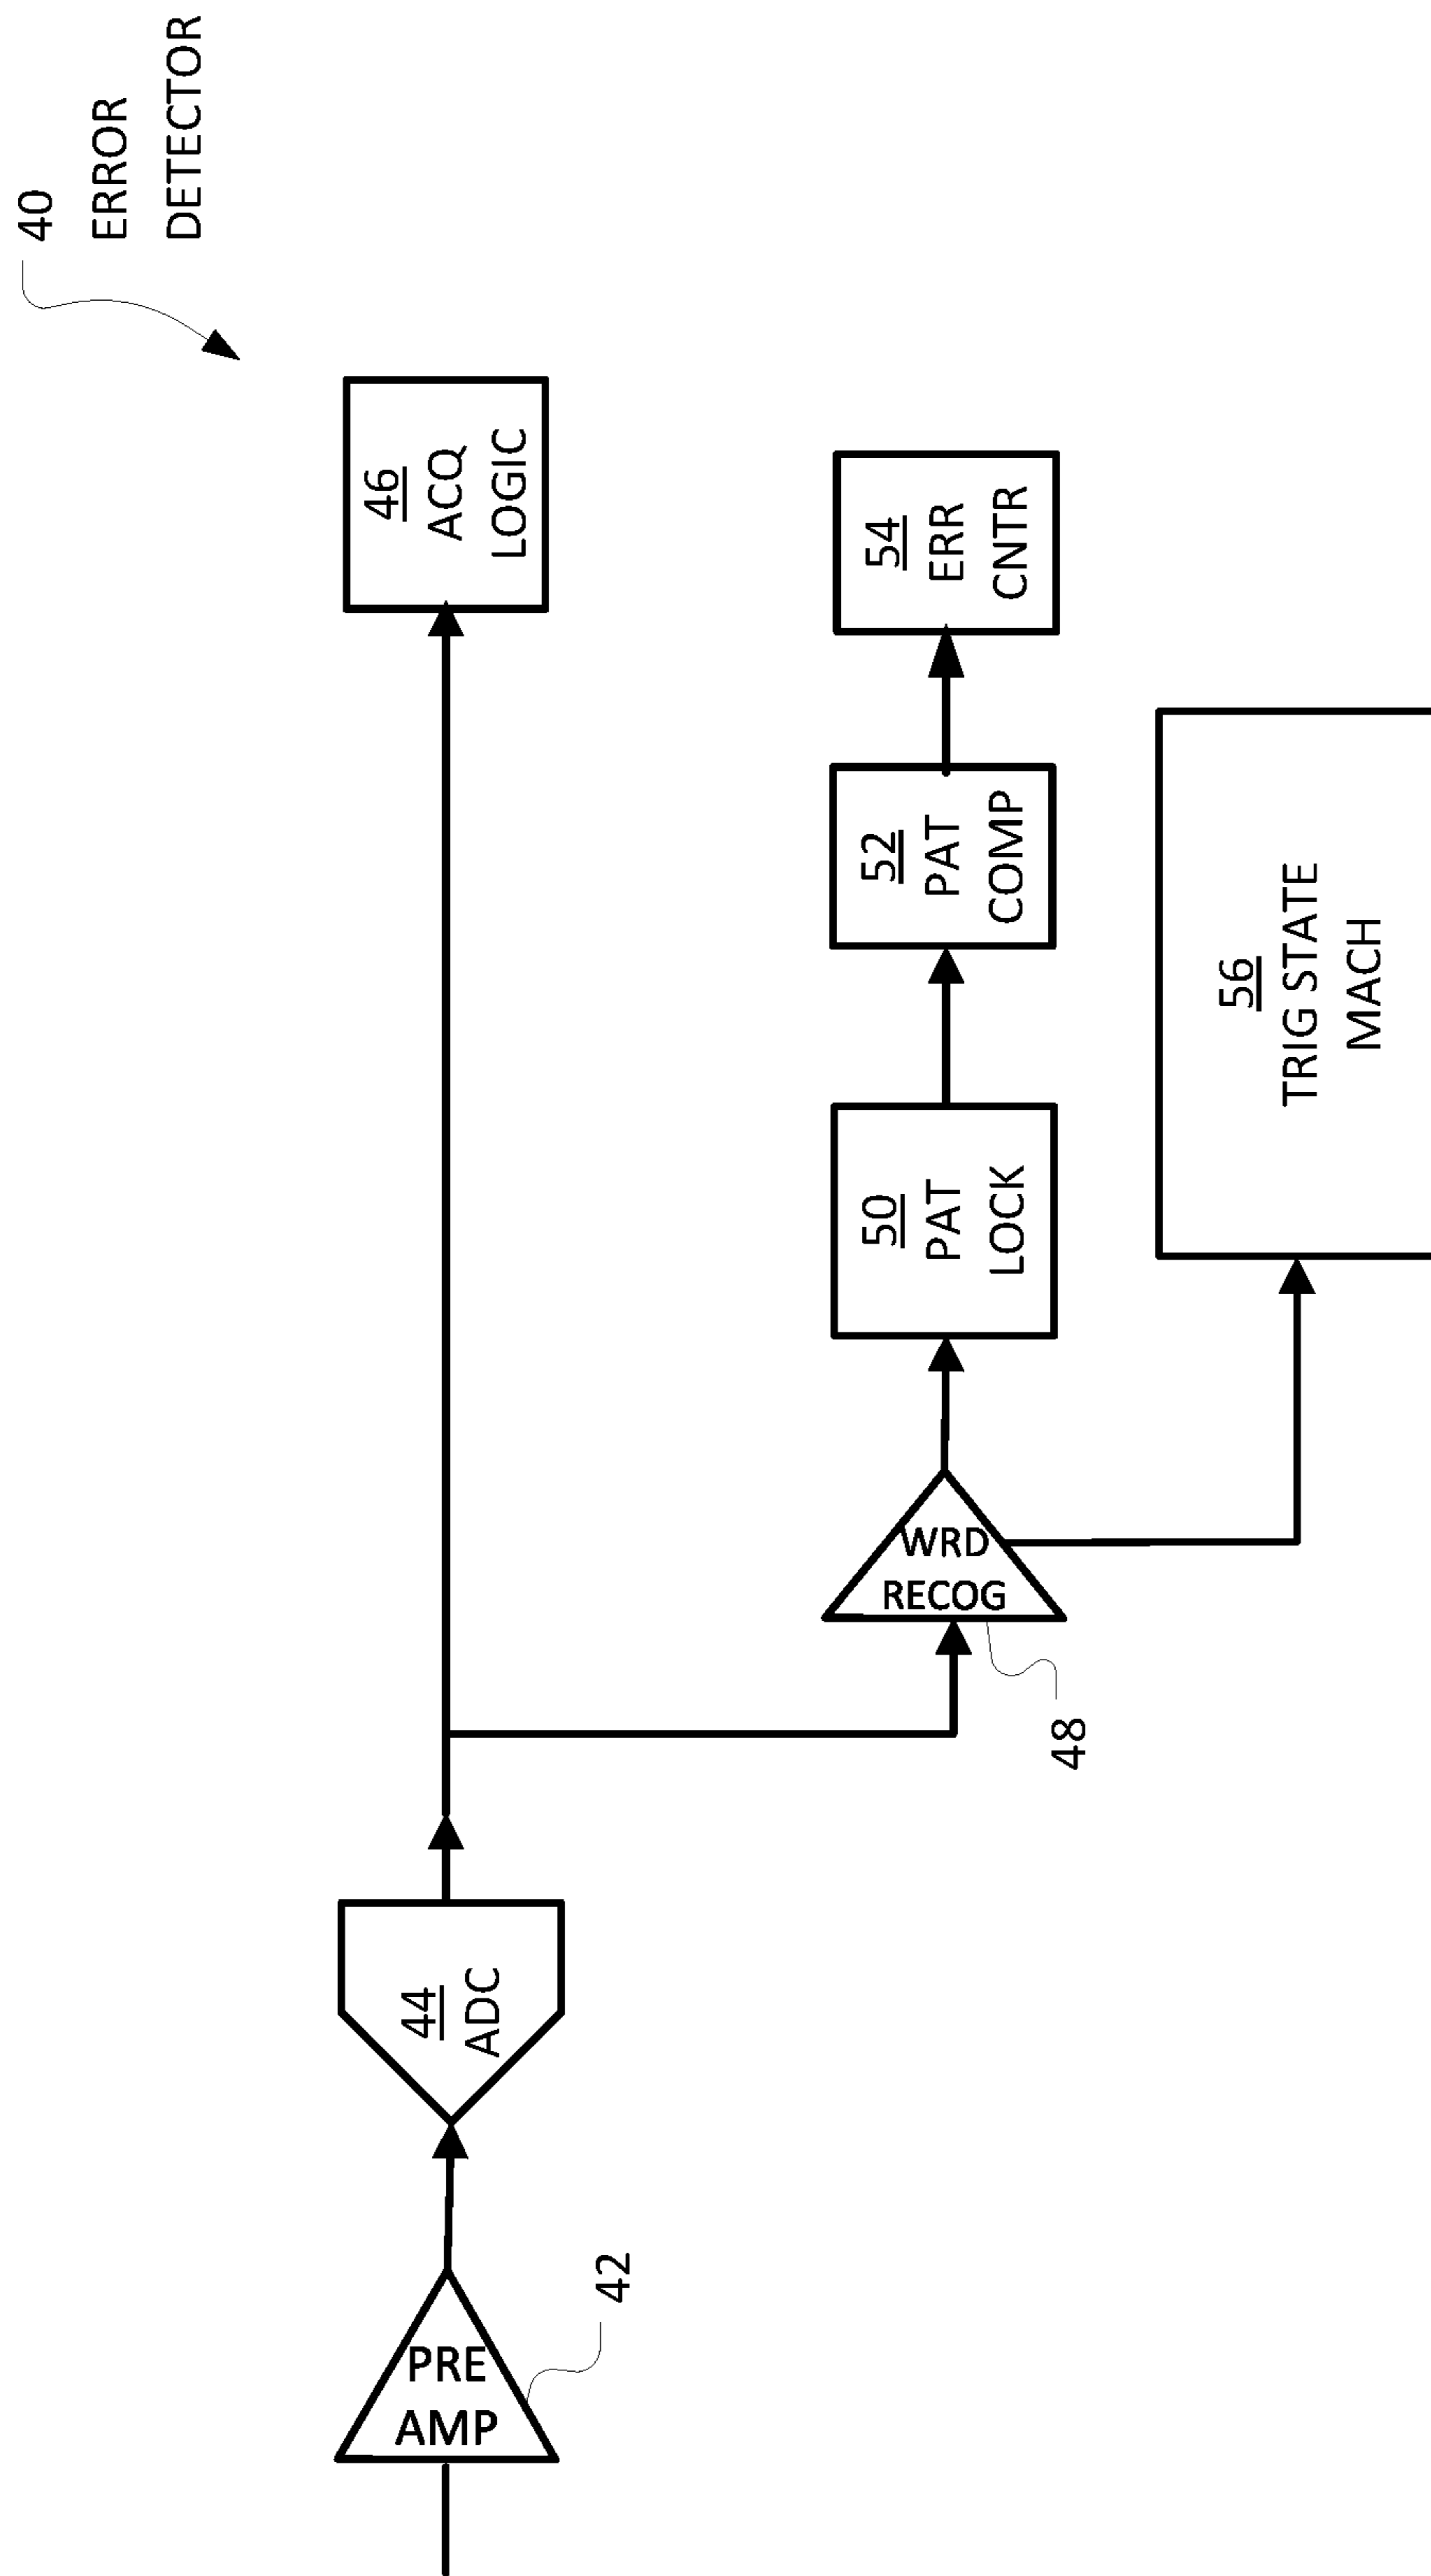 40
ERROR
DETECTOR
PRE
AMP
42
44
ADC
46
ACQ
LOGIC
WRD
RECOG
48
50
PAT
LOCK
52
PAT
COMP
54
ERR
CNTR
56
TRIG STATE
MACH